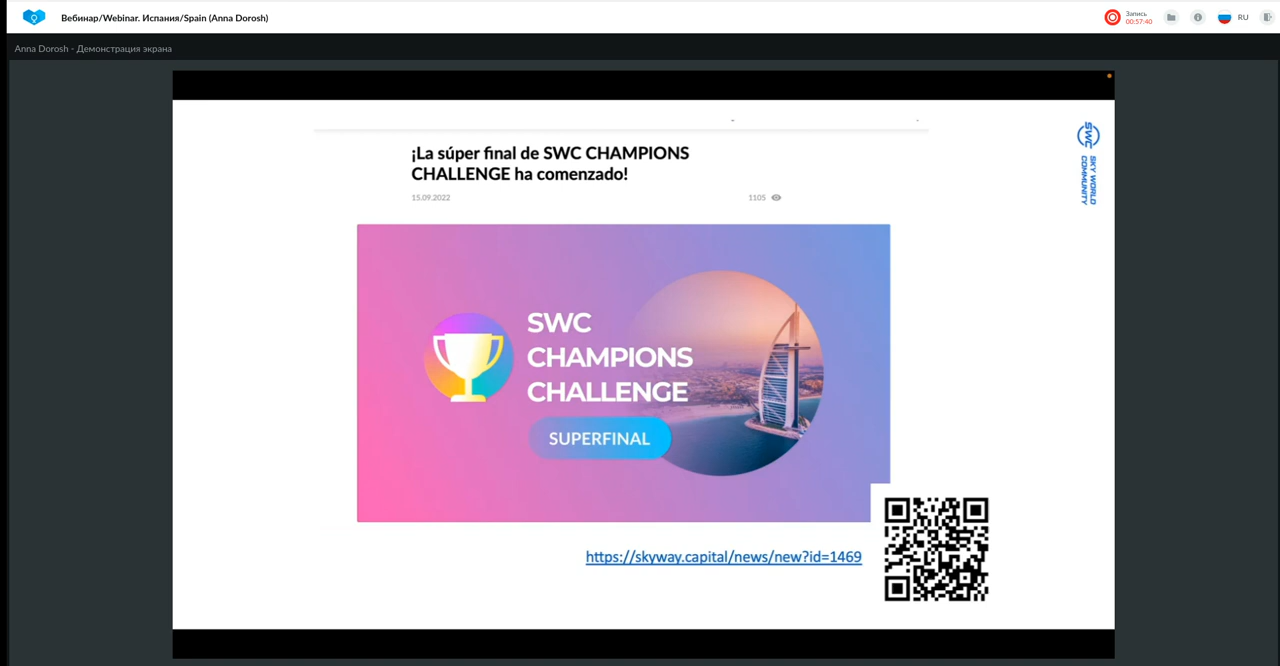 Вебинар/Webinar. Испания/Spain (Anna Dorosh)
Запись
00:57:40
RU
Anna Dorosh - Демонстрация экрана
¡La súper final de SWC CHAMPIONS
CHALLENGE ha comenzado!
15.09.2022
1105
SWC
SKY WORLD
COMMUNITY
SWC
CHAMPIONS
CHALLENGE
SUPERFINAL
https://skyway.capital/news/new?id=1469